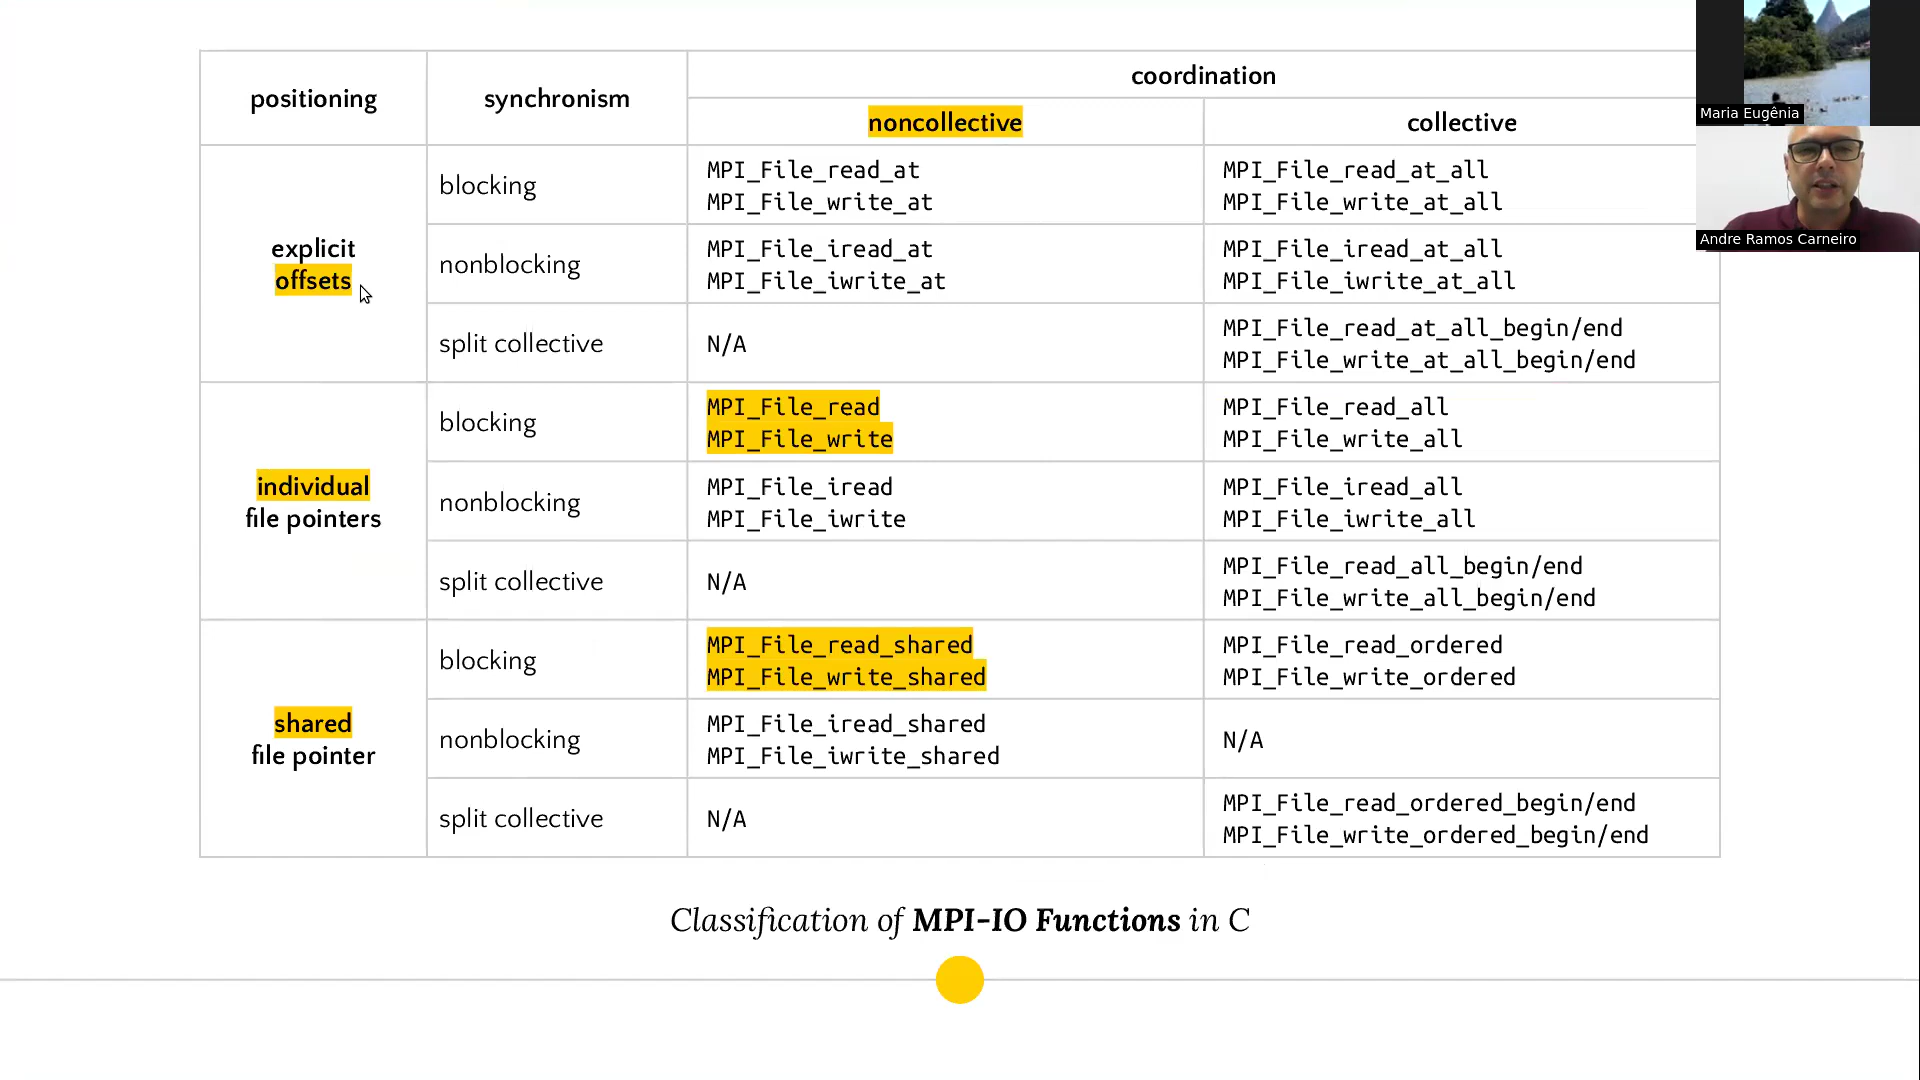 positioning
synchronism
coordination
noncollective
collective
explicit
offsets
blocking
MPI_File_read_at
MPI_File_write_at
MPI_File_read_at_all
MPI_File_write_at_all
nonblocking
MPI_File_iread_at
MPI_File_iwrite_at
MPI_File_iread_at_all
MPI_File_iwrite_at_all
split collective
N/A
MPI_File_read_at_all_begin/end
MPI_File_write_at_all_begin/end
individual
file pointers
blocking
MPI_File_read
MPI_File_write
MPI_File_read_all
MPI_File_write_all
nonblocking
MPI_File_iread
MPI_File_iwrite
MPI_File_iread_all
MPI_File_iwrite_all
split collective
N/A
MPI_File_read_all_begin/end
MPI_File_write_all_begin/end
shared
file pointer
blocking
MPI_File_read_shared
MPI_File_write_shared
MPI_File_read_ordered
MPI_File_write_ordered
nonblocking
MPI_File_iread_shared
MPI_File_iwrite_shared
N/A
split collective
N/A
MPI_File_read_ordered_begin/end
MPI_File_write_ordered_begin/end
Classification of MPI-IO Functions in C
Maria Eugênia
Andre Ramos Carneiro